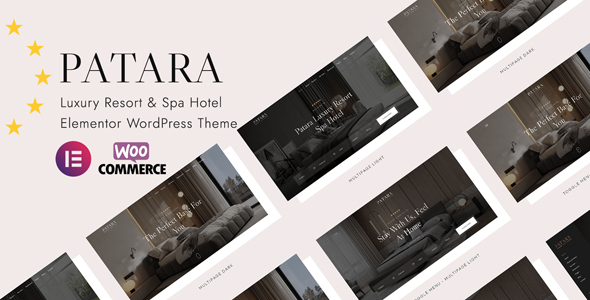 PATARA
Luxury Resort & Spa Hotel
Elementor WordPress Theme
WOO
COMMERCE
Patara Luxury Resort
Spa Hotel
MULTIPAGE LIGHT
MULTIPAGE DARK
The Perfect Base For
You
MULTIPAGE DARK
PATARA
Stay With Us, Feel
At Home
TOGGLE MENU - MULTIPAGE LIGHT
The Perfect Base For
You
The Perfect Base For
You
TOGGLE MENU
PATARA